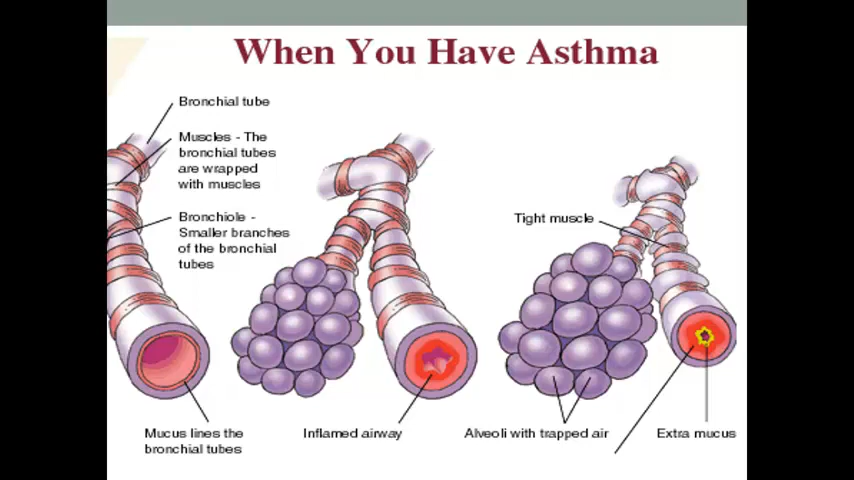 When You Have Asthma
Bronchial tube
Muscles - The
bronchial tubes
are wrapped
with muscles
Bronchiole -
Smaller branches
of the bronchial
tubes
Tight muscle
Mucus lines the
bronchial tubes
Inflamed airway
Alveoli with trapped air
Extra mucus